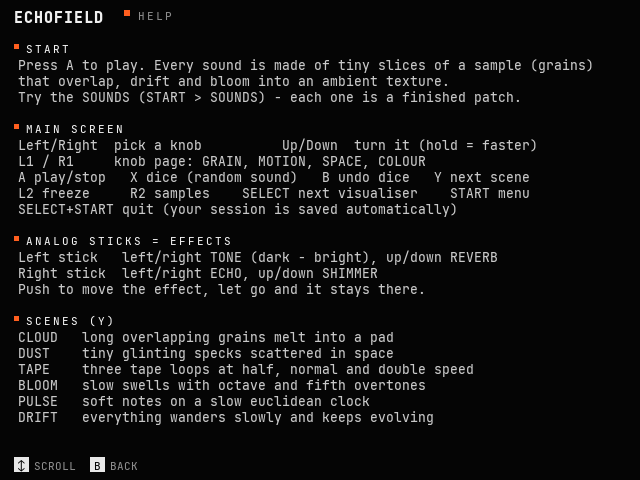 ECHOFIELD HELP
START
Press A to play. Every sound is made of tiny slices of a sample (grains)
that overlap, drift and bloom into an ambient texture.
Try the SOUNDS (START > SOUNDS) - each one is a finished patch.
MAIN SCREEN
Left/Right pick a knob Up/Down turn it (hold = faster)
L1 / R1 knob page: GRAIN, MOTION, SPACE, COLOUR
A play/stop X dice (random sound) B undo dice Y next scene
L2 freeze R2 samples SELECT next visualiser START menu
SELECT+START quit (your session is saved automatically)
ANALOG STICKS = EFFECTS
Left stick left/right TONE (dark - bright), up/down REVERB
Right stick left/right ECHO, up/down SHIMMER
Push to move the effect, let go and it stays there.
SCENES (Y)
CLOUD long overlapping grains melt into a pad
DUST tiny glinting specks scattered in space
TAPE three tape loops at half, normal and double speed
BLOOM slow swells with octave and fifth overtones
PULSE soft notes on a slow euclidean clock
DRIFT everything wanders slowly and keeps evolving
↕ SCROLL B BACK